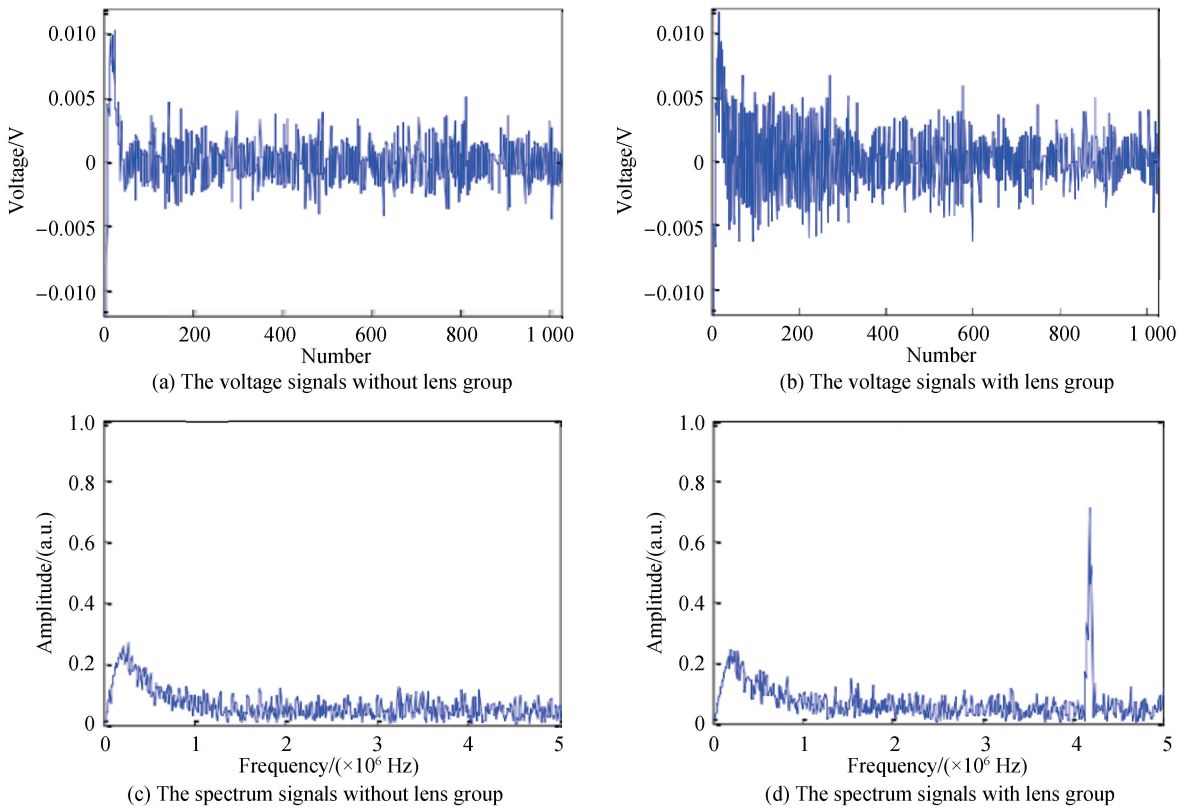 0.010
0.005
0
−0.005
−0.010
Voltage/V
0 200 400 600 800 1 000
Number
(a) The voltage signals without lens group
0.010
0.005
0
−0.005
−0.010
Voltage/V
0 200 400 600 800 1 000
Number
(b) The voltage signals with lens group
1.0
0.8
0.6
0.4
0.2
0
Amplitude/(a.u.)
0 1 2 3 4 5
Frequency/(×10⁶ Hz)
(c) The spectrum signals without lens group
1.0
0.8
0.6
0.4
0.2
0
Amplitude/(a.u.)
0 1 2 3 4 5
Frequency/(×10⁶ Hz)
(d) The spectrum signals with lens group